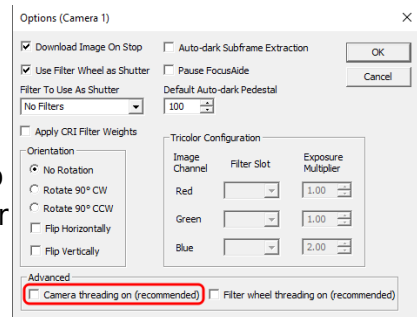 Options (Camera 1)
Download Image On Stop
Auto-dark Subframe Extraction
OK
Use Filter Wheel as Shutter
Pause FocusAide
Cancel
Filter To Use As Shutter
Default Auto-dark Pedestal
No Filters
100
Apply CRI Filter Weights
Tricolor Configuration
Orientation
Image Channel
Filter Slot
Exposure Multiplier
No Rotation
Red
1.00
Rotate 90° CW
Rotate 90° CCW
Green
1.00
Flip Horizontally
Flip Vertically
Blue
2.00
Advanced
Camera threading on (recommended)
Filter wheel threading on (recommended)